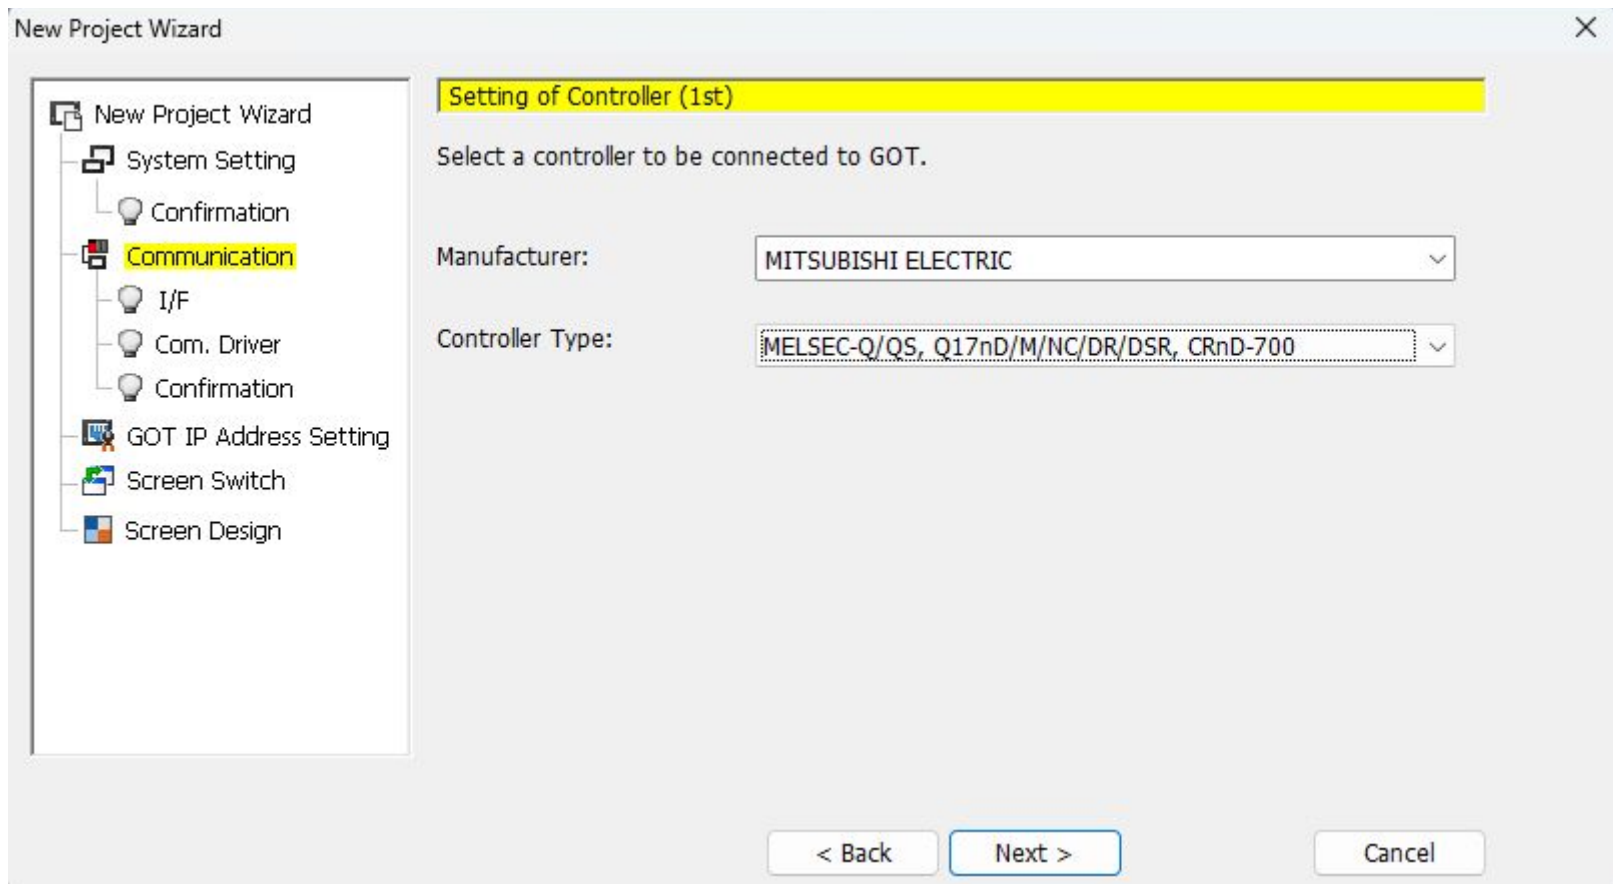 New Project Wizard
New Project Wizard
System Setting
Confirmation
Communication
I/F
Com. Driver
Confirmation
GOT IP Address Setting
Screen Switch
Screen Design
Setting of Controller (1st)
Select a controller to be connected to GOT.
Manufacturer:
MITSUBISHI ELECTRIC
Controller Type:
MELSEC-Q/QS, Q17nD/M/NC/DR/DSR, CRnD-700
< Back
Next >
Cancel